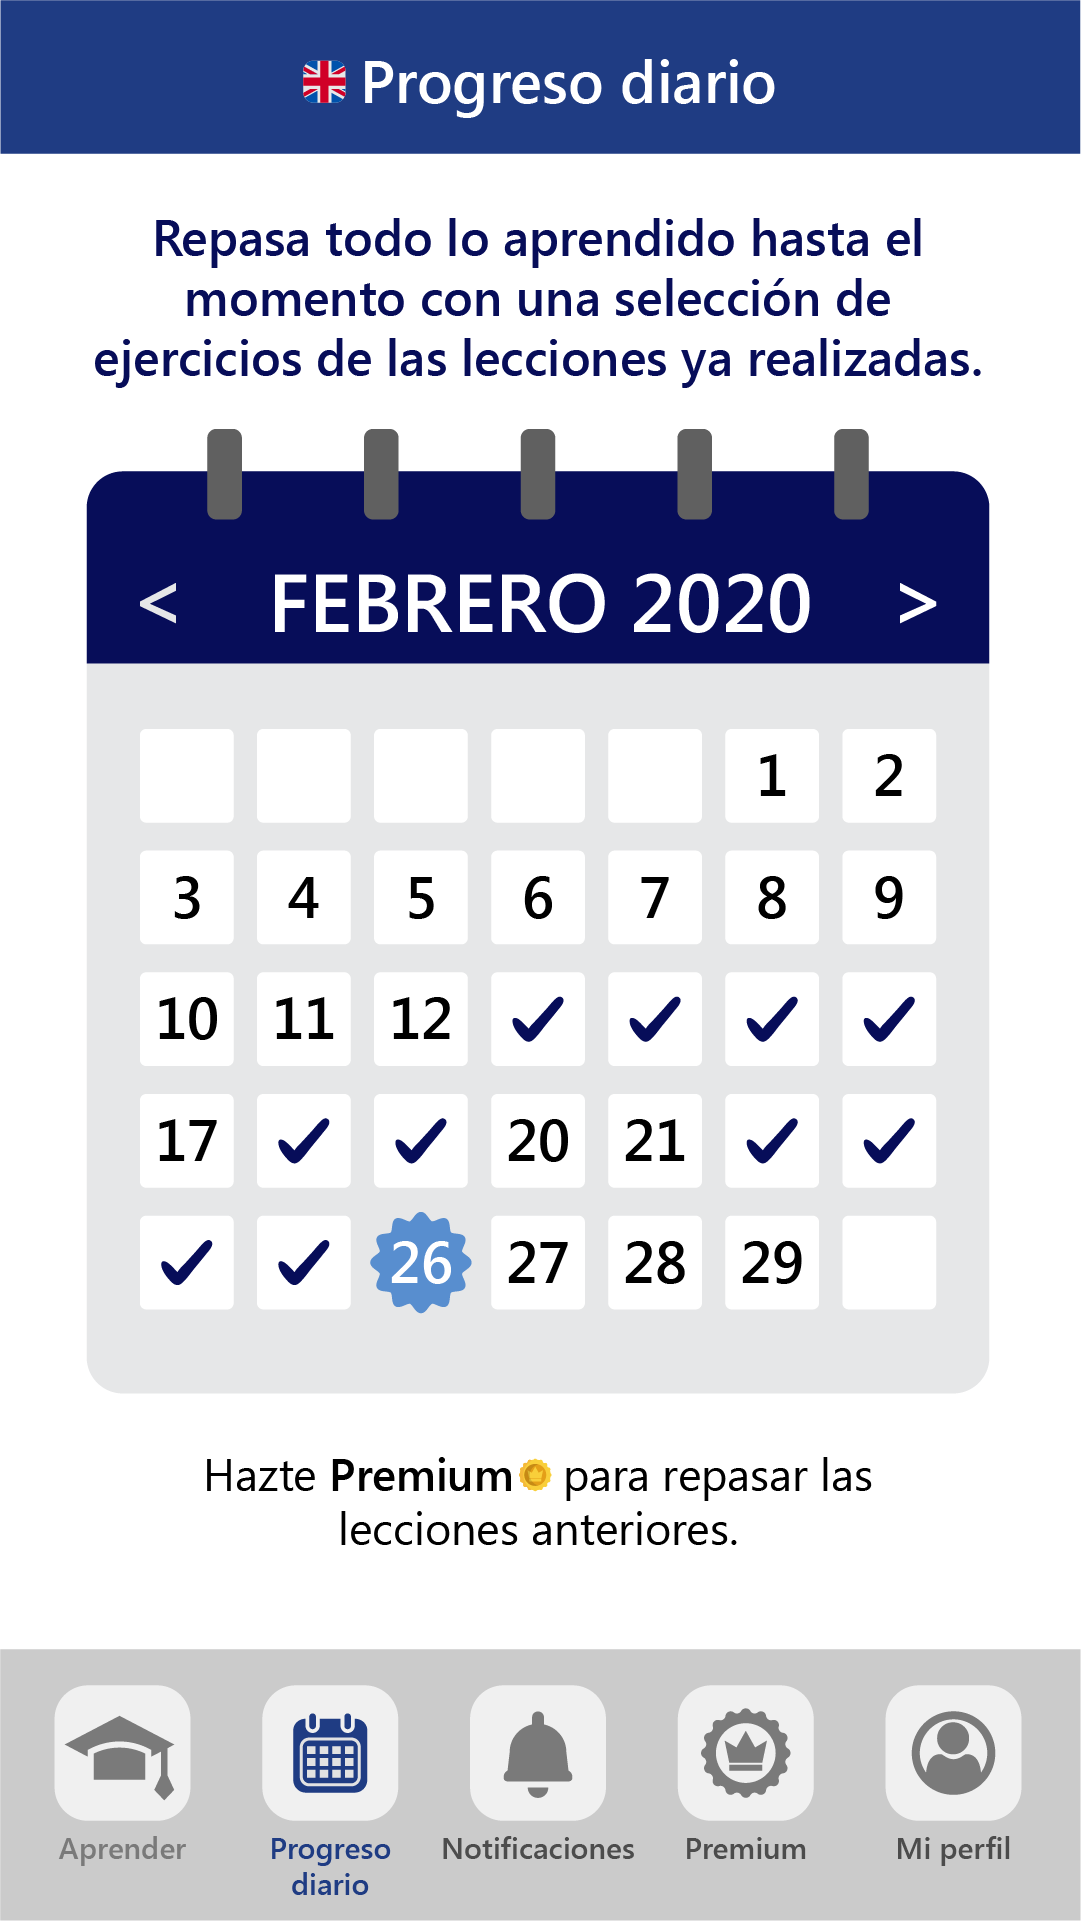 Progreso diario
Repasa todo lo aprendido hasta el
momento con una selección de
ejercicios de las lecciones ya realizadas.
< FEBRERO 2020 >
1 2
3 4 5 6 7 8 9
10 11 12
17 20 21
26 27 28 29
Hazte Premium para repasar las
lecciones anteriores.
Aprender
Progreso
diario
Notificaciones
Premium
Mi perfil